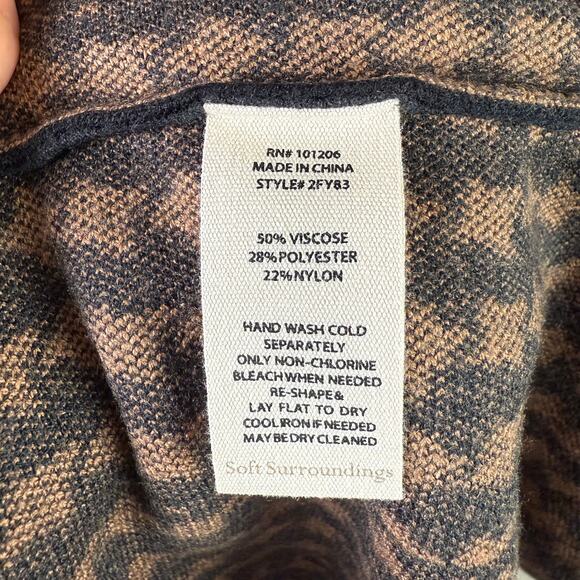 RN# 101206
MADE IN CHINA
STYLE# 2FY83
50% VISCOSE
28% POLYESTER
22% NYLON
HAND WASH COLD
SEPARATELY
ONLY NON-CHLORINE
BLEACH WHEN NEEDED
RE-SHAPE &
LAY FLAT TO DRY
COOL IRON IF NEEDED
MAY BE DRY CLEANED
Soft Surroundings